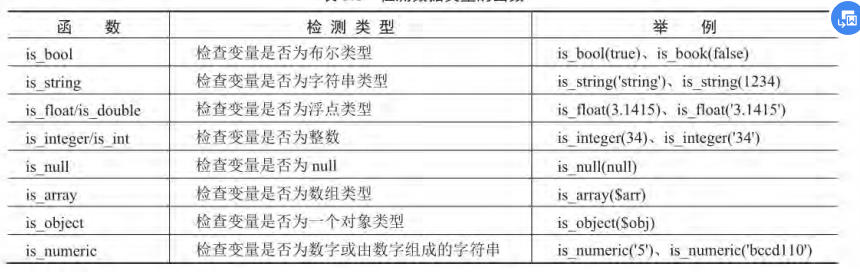 函 数 检 测 类 型 举 例
is_bool 检查变量是否为布尔类型 is_bool(true)、is_book(false)
is_string 检查变量是否为字符串类型 is_string('string')、is_string(1234)
is_float/is_double 检查变量是否为浮点类型 is_float(3.1415)、is_float('3.1415')
is_integer/is_int 检查变量是否为整数 is_integer(34)、is_integer('34')
is_null 检查变量是否为 null is_null(null)
is_array 检查变量是否为数组类型 is_array($arr)
is_object 检查变量是否为一个对象类型 is_object($obj)
is_numeric 检查变量是否为数字或由数字组成的字符串 is_numeric('5')、is_numeric('bccd110')